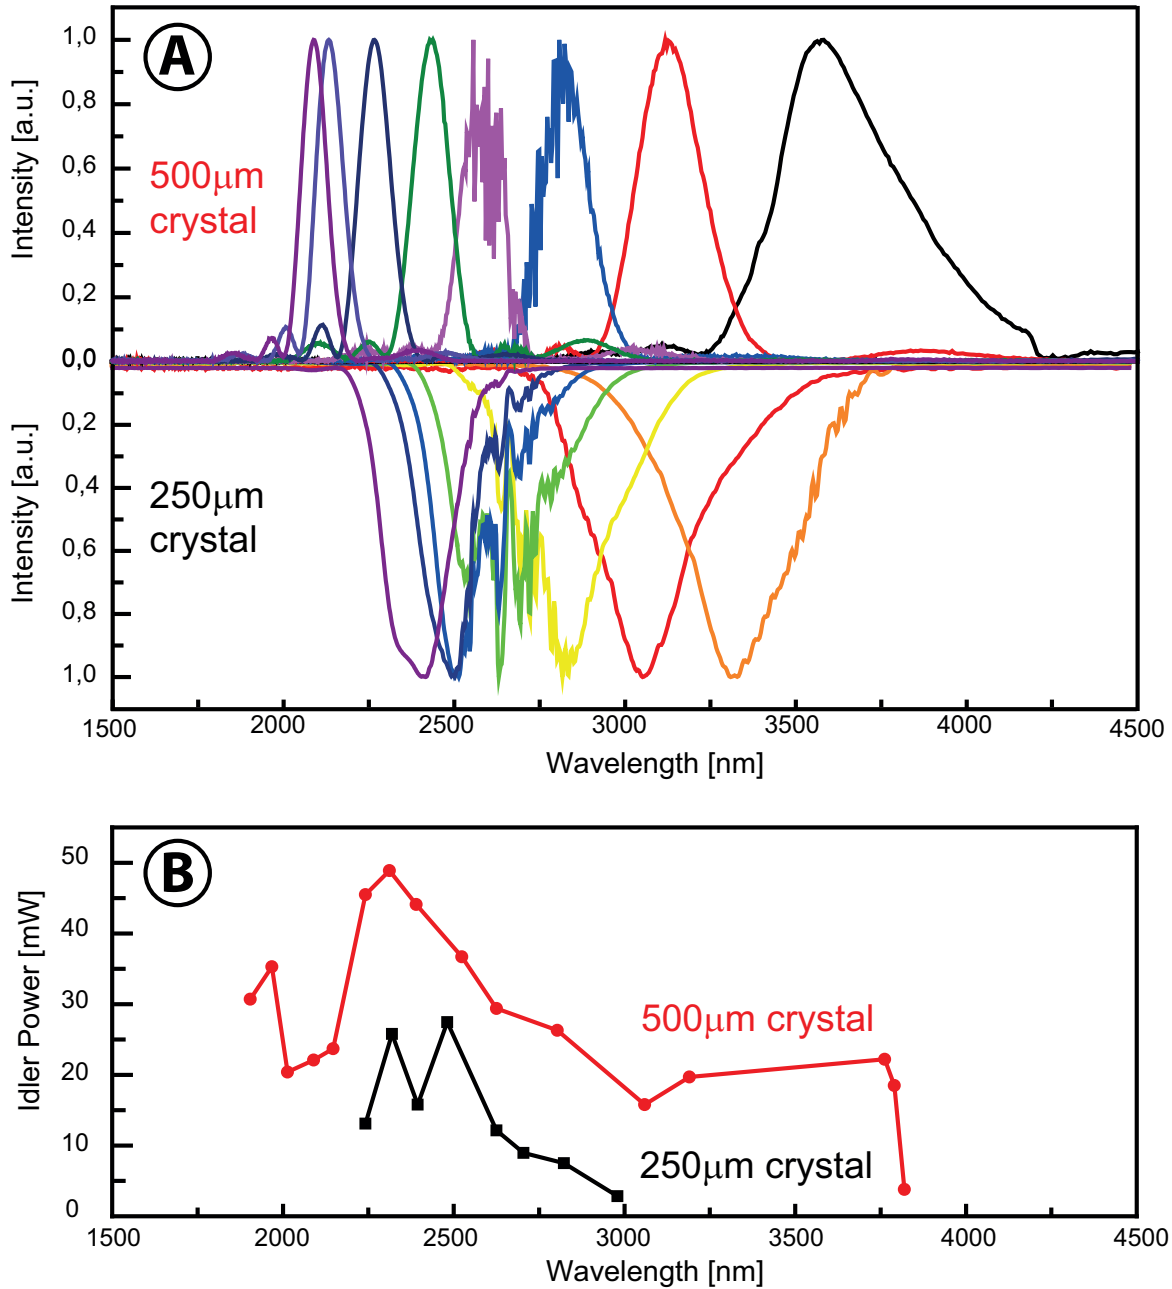 A
Intensity [a.u.]
1,0
0,8
0,6
0,4
0,2
0,0
500μm
crystal
Intensity [a.u.]
0,2
0,4
0,6
0,8
1,0
250μm
crystal
1500 2000 2500 3000 3500 4000 4500
Wavelength [nm]
B
Idler Power [mW]
50
40
30
20
10
0
500μm crystal
250μm crystal
1500 2000 2500 3000 3500 4000 4500
Wavelength [nm]